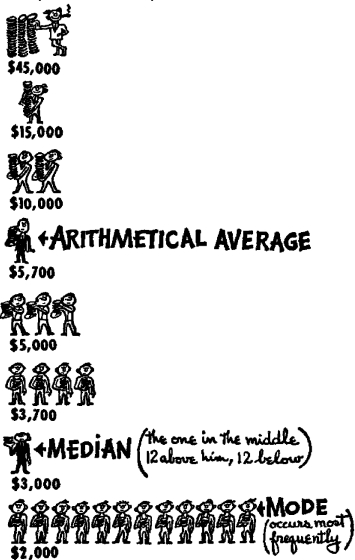 $45,000
$15,000
$10,000
←ARITHMETICAL AVERAGE
$5,700
$5,000
$3,700
←MEDIAN (the one in the middle
12 above him, 12 below)
$3,000
←MODE
(occurs most
frequently)
$2,000